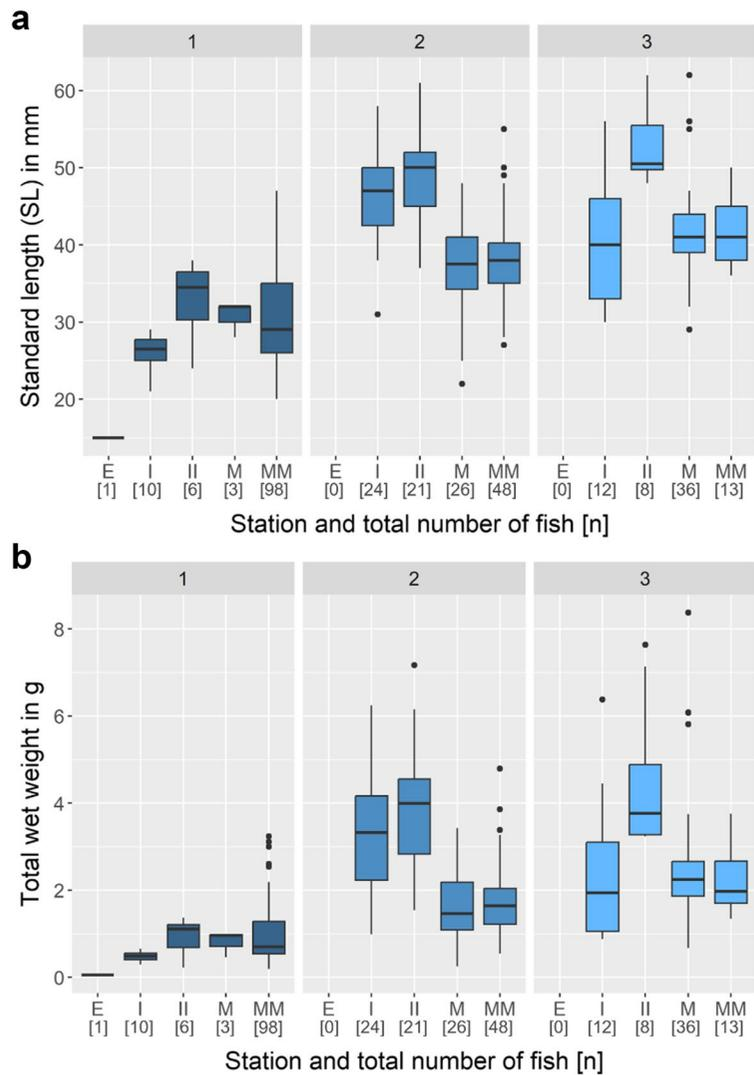 a
1 2 3
Standard length (SL) in mm
60
50
40
30
20
E I II M MM E I II M MM E I II M MM
[1] [10] [6] [3] [98] [0] [24] [21] [26] [48] [0] [12] [8] [36] [13]
Station and total number of fish [n]
b
1 2 3
Total wet weight in g
8
6
4
2
0
E I II M MM E I II M MM E I II M MM
[1] [10] [6] [3] [98] [0] [24] [21] [26] [48] [0] [12] [8] [36] [13]
Station and total number of fish [n]